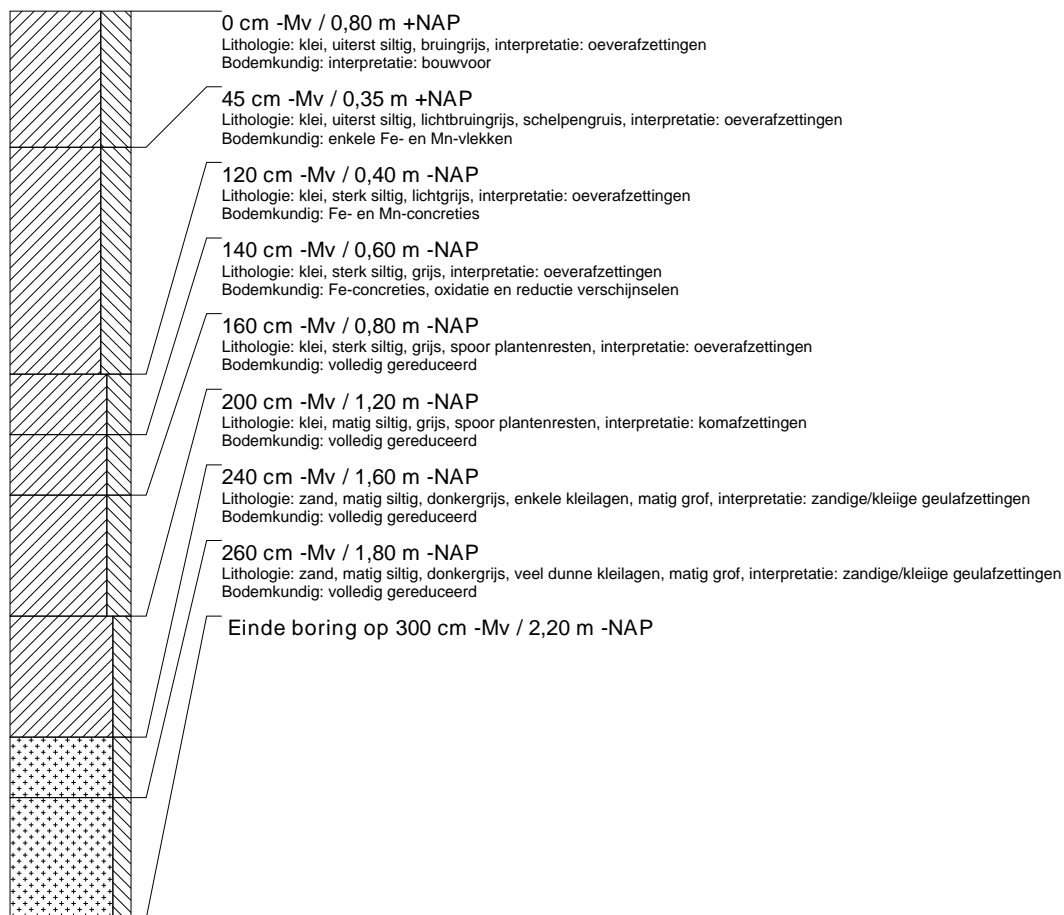 0 cm -Mv / 0,80 m +NAP
Lithologie: klei, uiterst siltig, bruingrijs, interpretatie: oeverafzettingen
Bodemkundig: interpretatie: bouwvoor
45 cm -Mv / 0,35 m +NAP
Lithologie: klei, uiterst siltig, lichtbruingrijs, schelpengruis, interpretatie: oeverafzettingen
Bodemkundig: enkele Fe- en Mn-vlekken
120 cm -Mv / 0,40 m -NAP
Lithologie: klei, sterk siltig, lichtgrijs, interpretatie: oeverafzettingen
Bodemkundig: Fe- en Mn-concreties
140 cm -Mv / 0,60 m -NAP
Lithologie: klei, sterk siltig, grijs, interpretatie: oeverafzettingen
Bodemkundig: Fe-concreties, oxidatie en reductie verschijnselen
160 cm -Mv / 0,80 m -NAP
Lithologie: klei, sterk siltig, grijs, spoor plantenresten, interpretatie: oeverafzettingen
Bodemkundig: volledig gereduceerd
200 cm -Mv / 1,20 m -NAP
Lithologie: klei, matig siltig, grijs, spoor plantenresten, interpretatie: komafzettingen
Bodemkundig: volledig gereduceerd
240 cm -Mv / 1,60 m -NAP
Lithologie: zand, matig siltig, donkergrijs, enkele kleilagen, matig grof, interpretatie: zandige/kleiige geulafzettingen
Bodemkundig: volledig gereduceerd
260 cm -Mv / 1,80 m -NAP
Lithologie: zand, matig siltig, donkergrijs, veel dunne kleilagen, matig grof, interpretatie: zandige/kleiige geulafzettingen
Bodemkundig: volledig gereduceerd
Einde boring op 300 cm -Mv / 2,20 m -NAP